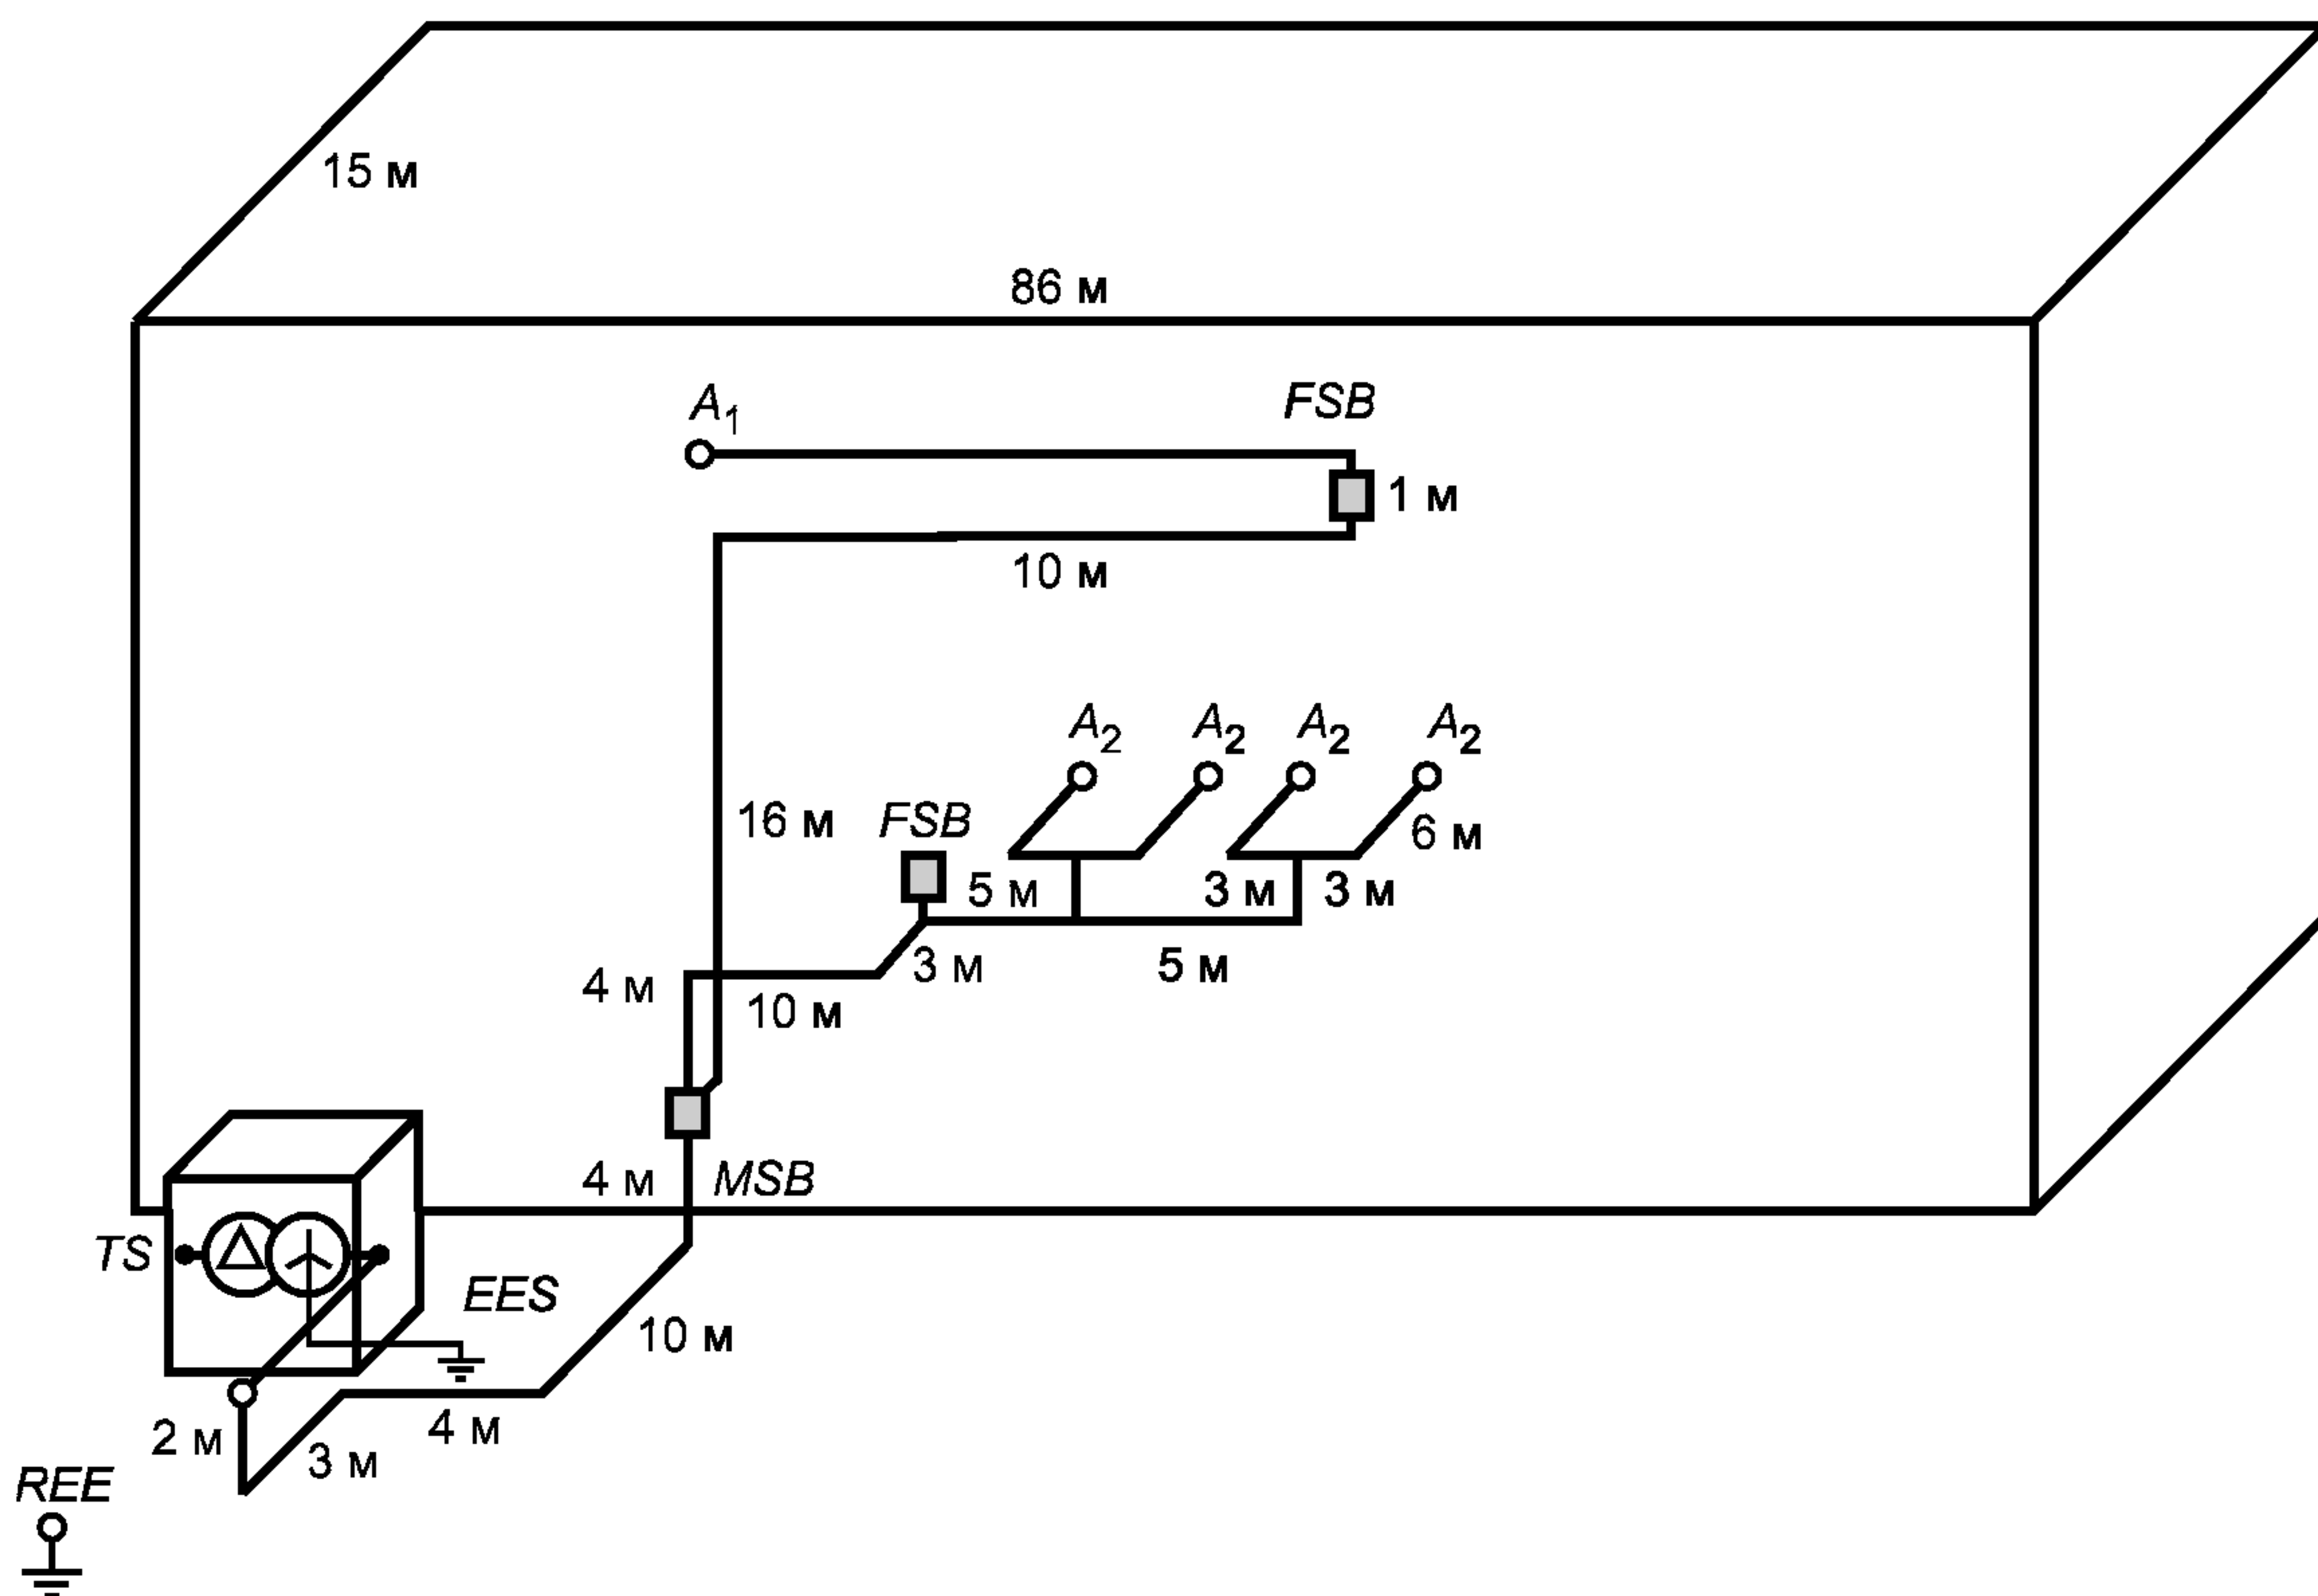 15 м
86 м
A1
FSB
1 м
10 м
A2
A2
A2
A2
16 м
FSB
6 м
5 м
3 м
3 м
4 м
3 м
5 м
10 м
4 м
MSB
TS
EES
10 м
2 м
4 м
3 м
REE